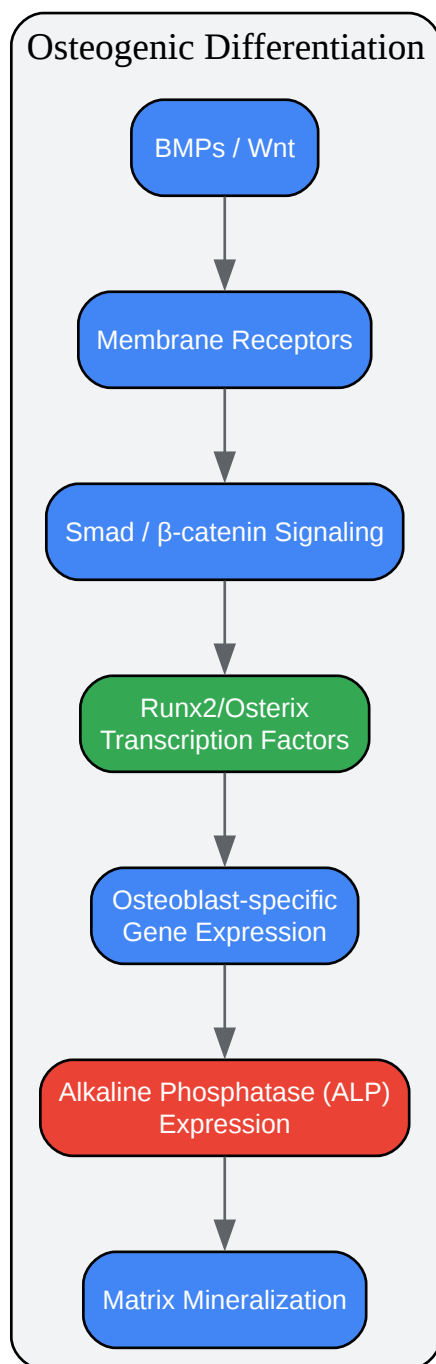 Osteogenic Differentiation
BMPs / Wnt
Membrane Receptors
Smad / β-catenin Signaling
Runx2/Osterix
Transcription Factors
Osteoblast-specific
Gene Expression
Alkaline Phosphatase (ALP)
Expression
Matrix Mineralization